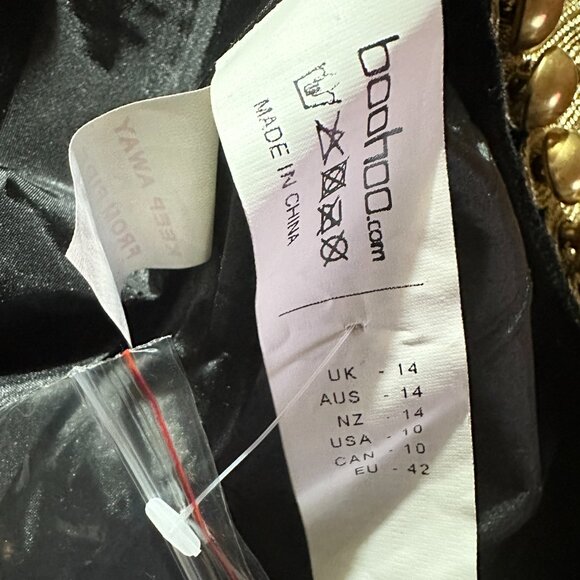 boohoo.com
MADE IN CHINA
UK - 14
AUS - 14
NZ - 14
USA - 10
CAN - 10
EU - 42
KEEP AWAY
FROM